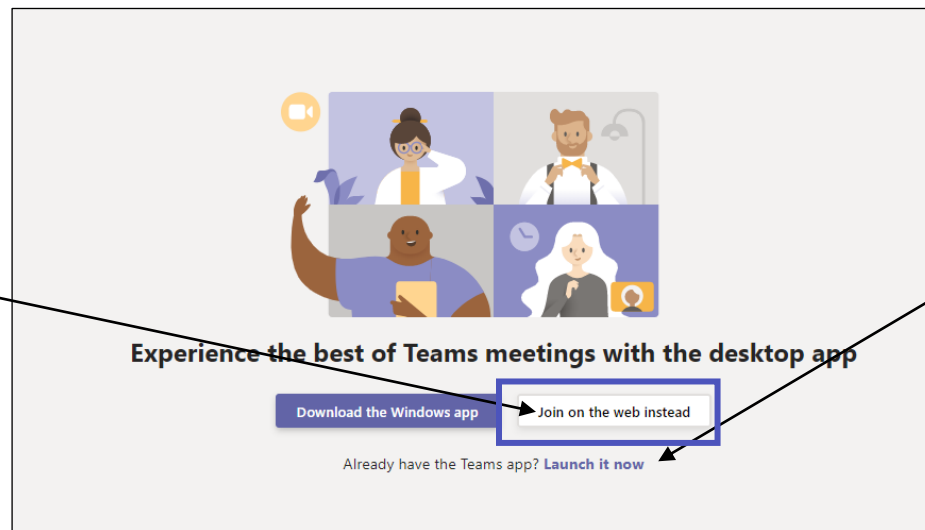 Experience the best of Teams meetings with the desktop app
Download the Windows app
Join on the web instead
Already have the Teams app? Launch it now